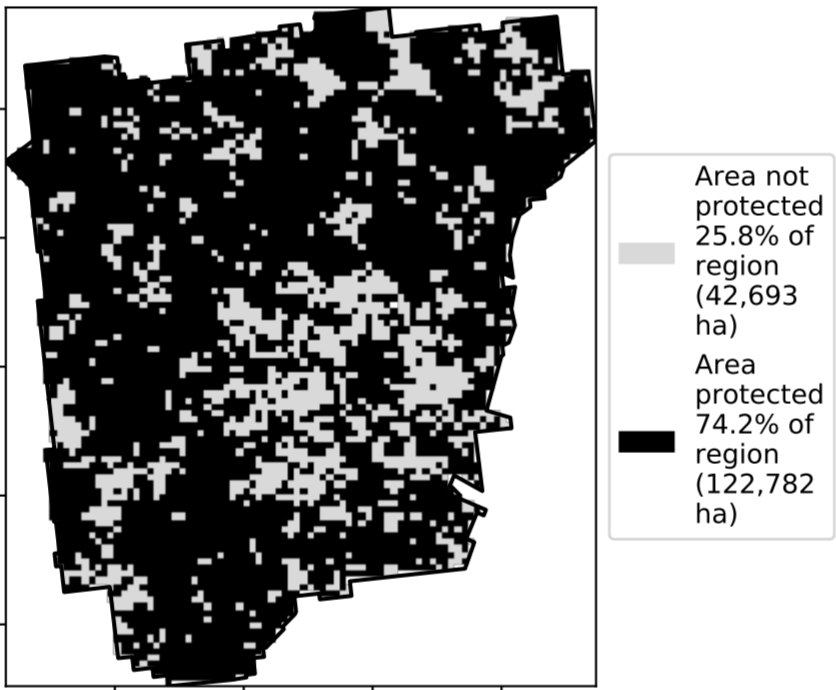 Area not
protected
25.8% of
region
(42,693
ha)
Area
protected
74.2% of
region
(122,782
ha)